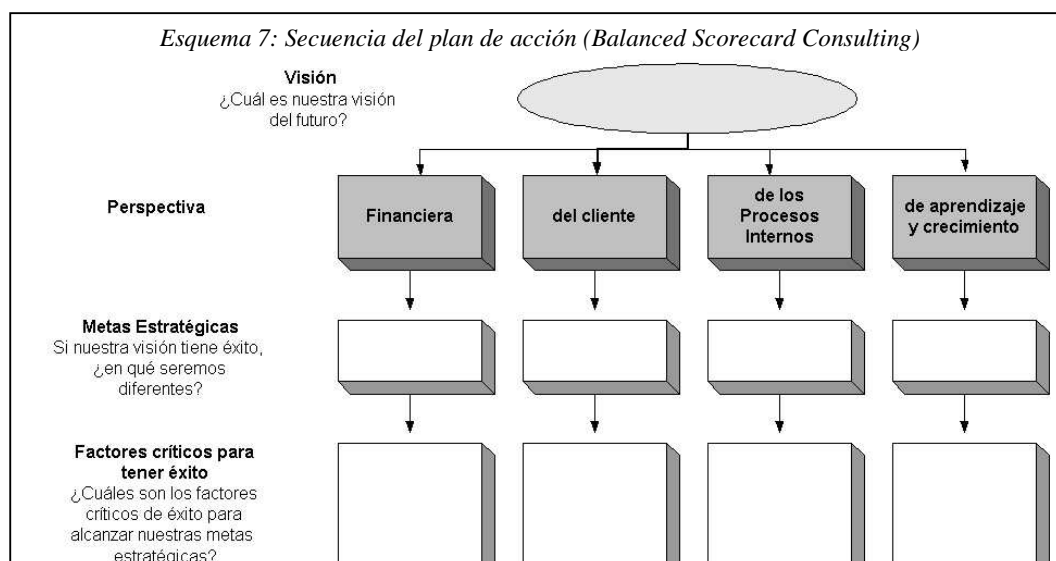 Esquema 7: Secuencia del plan de acción (Balanced Scorecard Consulting)
Visión
¿Cuál es nuestra visión
del futuro?
Perspectiva
Financiera
del cliente
de los
Procesos
Internos
de aprendizaje
y crecimiento
Metas Estratégicas
Si nuestra visión tiene éxito,
¿en qué seremos
diferentes?
Factores críticos para
tener éxito
¿Cuáles son los factores
críticos de éxito para
alcanzar nuestras metas
estratégicas?